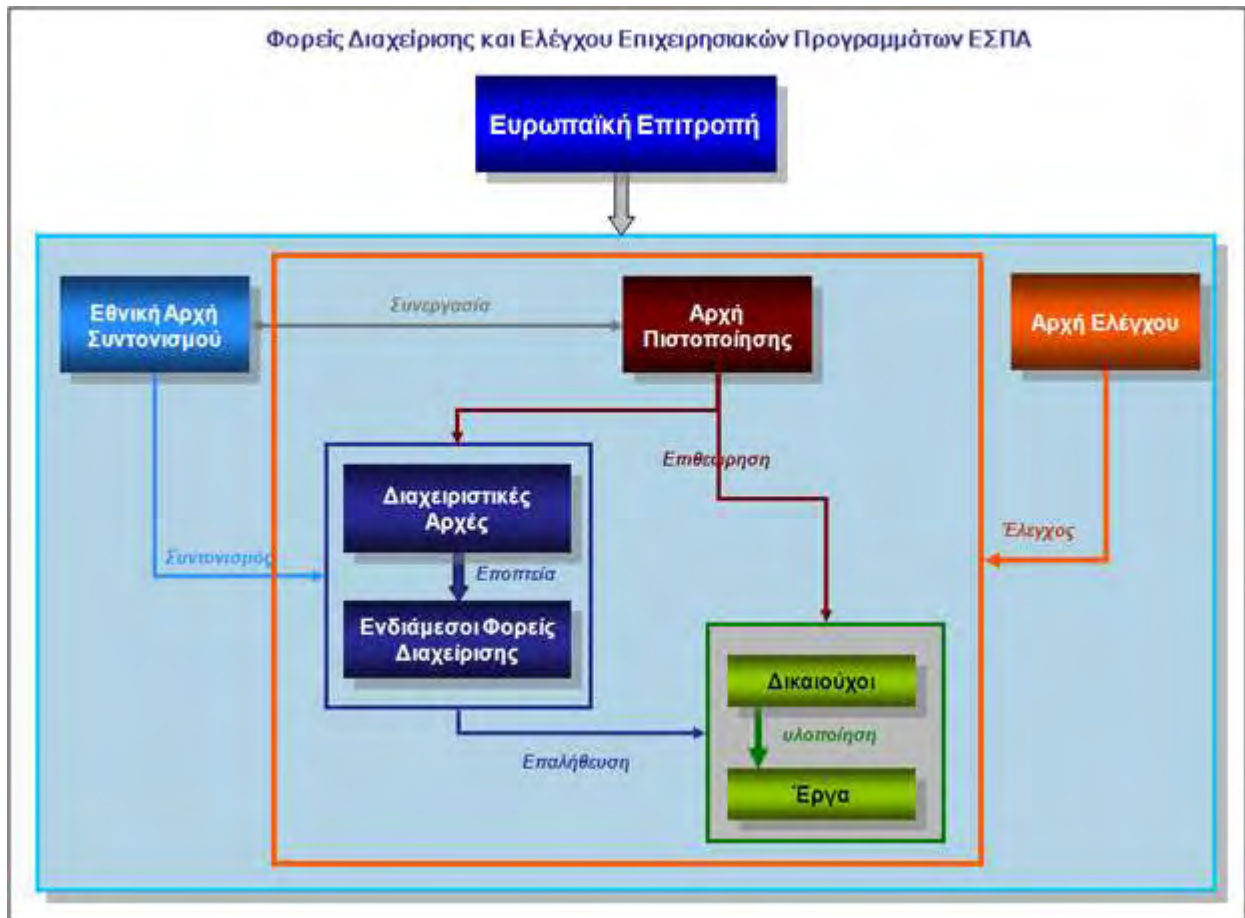 Φορείς Διαχείρισης και Ελέγχου Επιχειρησιακών Προγραμμάτων ΕΣΠΑ
Ευρωπαϊκή Επιτροπή
Εθνική Αρχή
Συντονισμού
Συνεργασία
Αρχή
Πιστοποίησης
Αρχή Ελέγχου
Επιθεώρηση
Διαχειριστικές
Αρχές
Συντονισμός
Εποπτεία
Έλεγχος
Ενδιάμεσοι Φορείς
Διαχείρισης
Δικαιούχοι
υλοποίηση
Επαλήθευση
Έργα